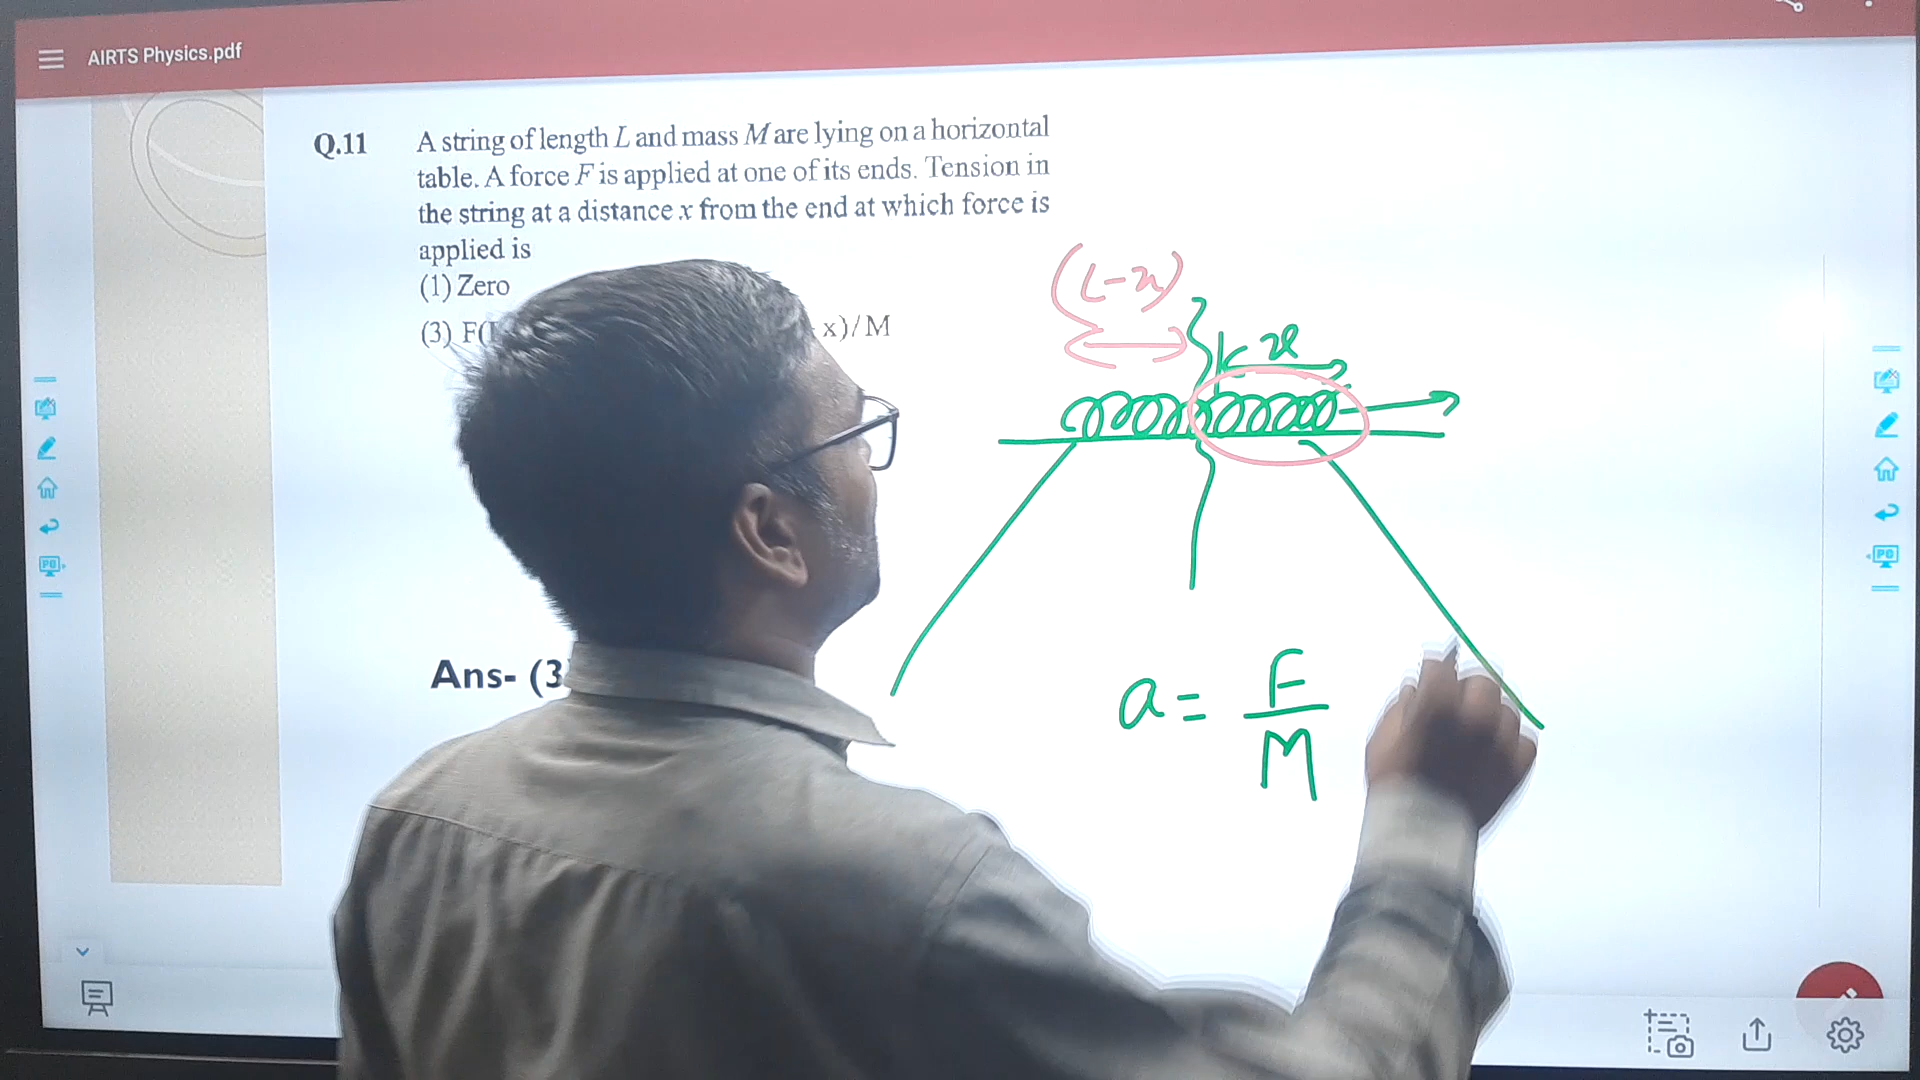 AIRTS Physics.pdf
Q.11 A string of length L and mass M are lying on a horizontal
table. A force F is applied at one of its ends. Tension in
the string at a distance x from the end at which force is
applied is
(1) Zero
(3) F( x)/M
(L-x)
x
Ans- (3
a = F
M